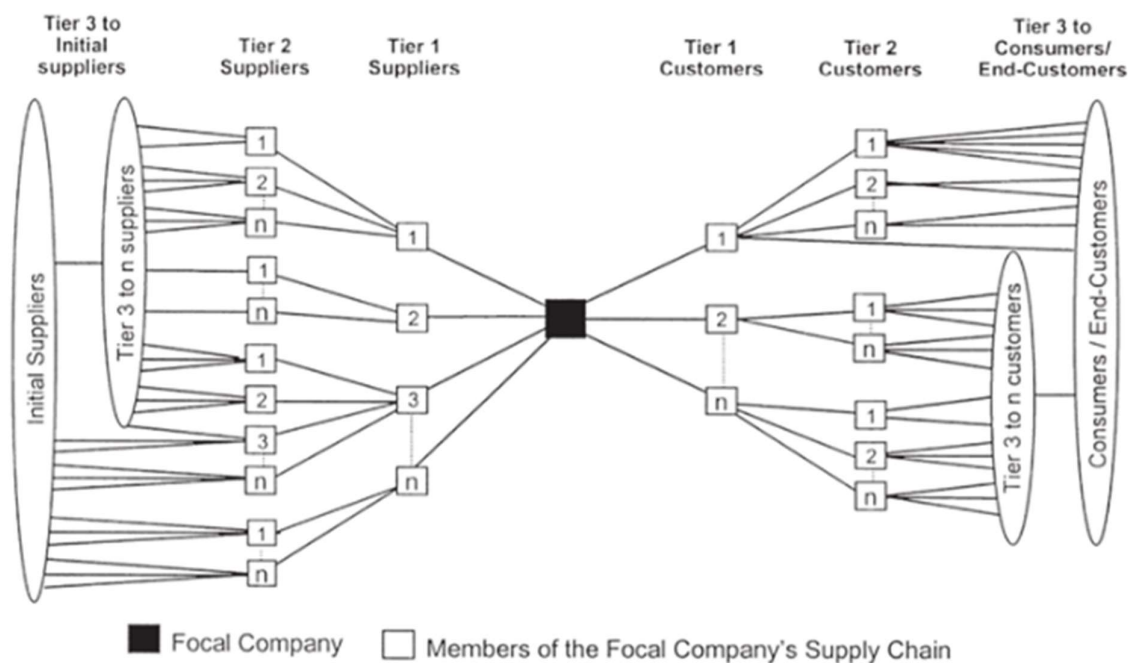 Tier 3 to
Initial
suppliers
Tier 2
Suppliers
Tier 1
Suppliers
Tier 1
Customers
Tier 2
Customers
Tier 3 to
Consumers/
End-Customers
Initial Suppliers
Tier 3 to n suppliers
1
2
n
1
n
1
2
3
n
1
n
1
2
3
n
1
2
n
1
2
n
1
n
1
2
n
Tier 3 to n customers
Consumers / End-Customers
Focal Company
Members of the Focal Company's Supply Chain